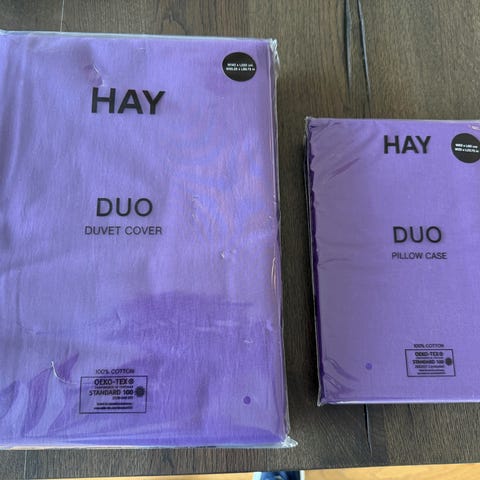 HAY
DUO
DUVET COVER
100% COTTON
OEKO-TEX®
STANDARD 100
HAY
DUO
PILLOW CASE
100% COTTON
OEKO-TEX®
STANDARD 100